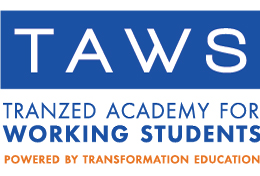 TAWS
TRANZED ACADEMY FOR
WORKING STUDENTS
POWERED BY TRANSFORMATION EDUCATION